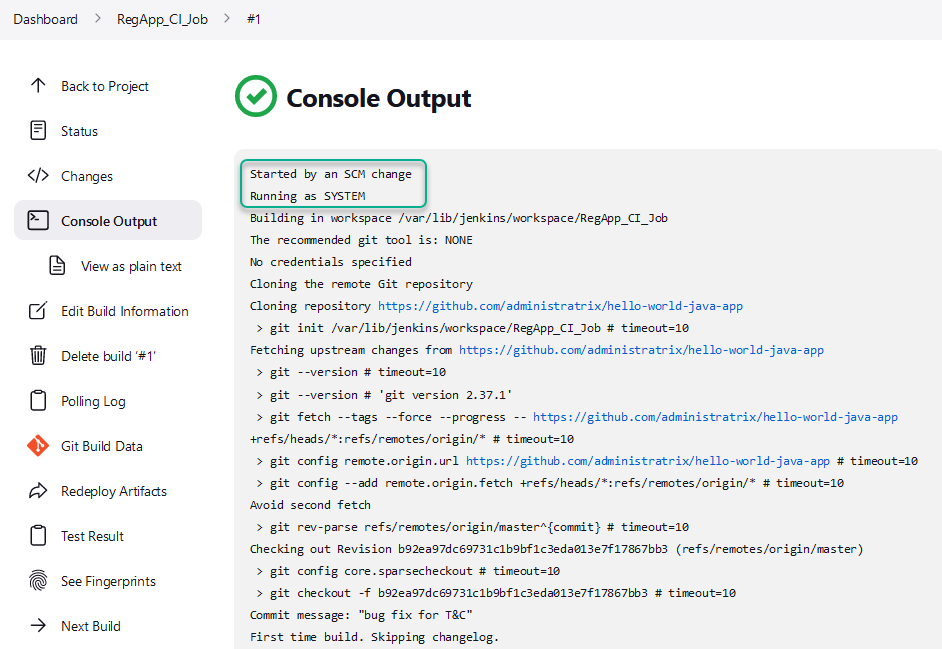 Dashboard > RegApp_CI_Job > #1
Back to Project
Status
Changes
Console Output
View as plain text
Edit Build Information
Delete build ‘#1’
Polling Log
Git Build Data
Redeploy Artifacts
Test Result
See Fingerprints
Next Build
Console Output
Started by an SCM change
Running as SYSTEM
Building in workspace /var/lib/jenkins/workspace/RegApp_CI_Job
The recommended git tool is: NONE
No credentials specified
Cloning the remote Git repository
Cloning repository https://github.com/administratrix/hello-world-java-app
> git init /var/lib/jenkins/workspace/RegApp_CI_Job # timeout=10
Fetching upstream changes from https://github.com/administratrix/hello-world-java-app
> git --version # timeout=10
> git --version # 'git version 2.37.1'
> git fetch --tags --force --progress -- https://github.com/administratrix/hello-world-java-app
+refs/heads/*:refs/remotes/origin/* # timeout=10
> git config remote.origin.url https://github.com/administratrix/hello-world-java-app # timeout=10
> git config --add remote.origin.fetch +refs/heads/*:refs/remotes/origin/* # timeout=10
Avoid second fetch
> git rev-parse refs/remotes/origin/master^{commit} # timeout=10
Checking out Revision b92ea97dc69731c1b9bf1c3eda013e7f17867bb3 (refs/remotes/origin/master)
> git config core.sparsecheckout # timeout=10
> git checkout -f b92ea97dc69731c1b9bf1c3eda013e7f17867bb3 # timeout=10
Commit message: "bug fix for T&C"
First time build. Skipping changelog.